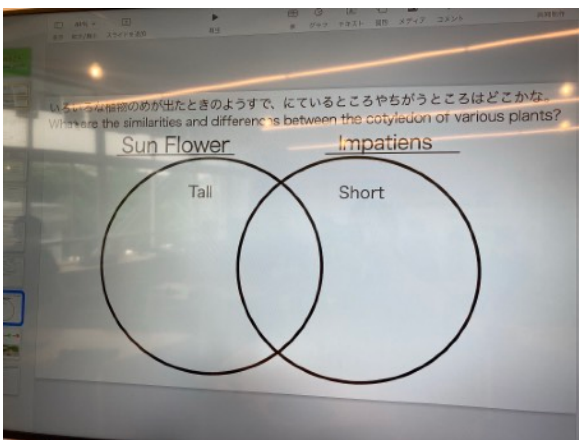 いろいろな植物のめが出たときのようすで、にているところやちがうところはどこかな。
What are the similarities and differences between the cotyledon of various plants?
Sun Flower
Impatiens
Tall
Short